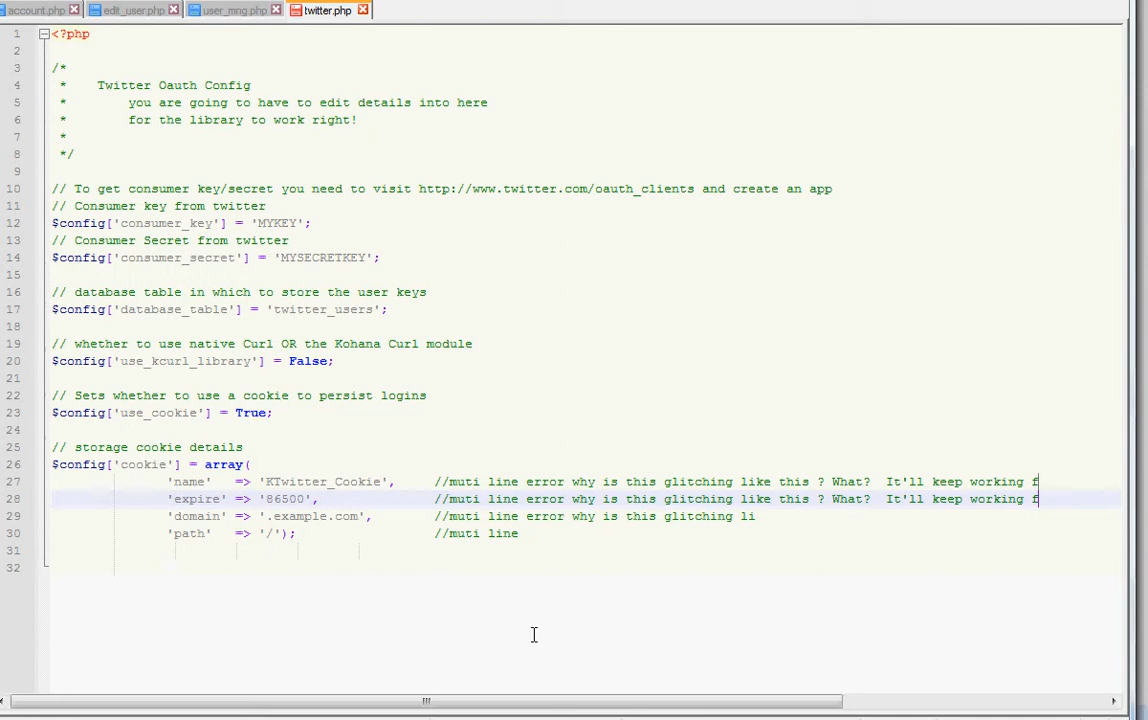 account.php edit_user.php user_mng.php twitter.php
1 <?php
2
3 /*
4 * Twitter Oauth Config
5 * you are going to have to edit details into here
6 * for the library to work right!
7 *
8 */
9
10 // To get consumer key/secret you need to visit http://www.twitter.com/oauth_clients and create an app
11 // Consumer key from twitter
12 $config['consumer_key'] = 'MYKEY';
13 // Consumer Secret from twitter
14 $config['consumer_secret'] = 'MYSECRETKEY';
15
16 // database table in which to store the user keys
17 $config['database_table'] = 'twitter_users';
18
19 // whether to use native Curl OR the Kohana Curl module
20 $config['use_kcurl_library'] = False;
21
22 // Sets whether to use a cookie to persist logins
23 $config['use_cookie'] = True;
24
25 // storage cookie details
26 $config['cookie'] = array(
27 'name' => 'KTwitter_Cookie', //muti line error why is this glitching like this ? What? It'll keep working f
28 'expire' => '86500', //muti line error why is this glitching like this ? What? It'll keep working f
29 'domain' => '.example.com', //muti line error why is this glitching li
30 'path' => '/'); //muti line
31
32